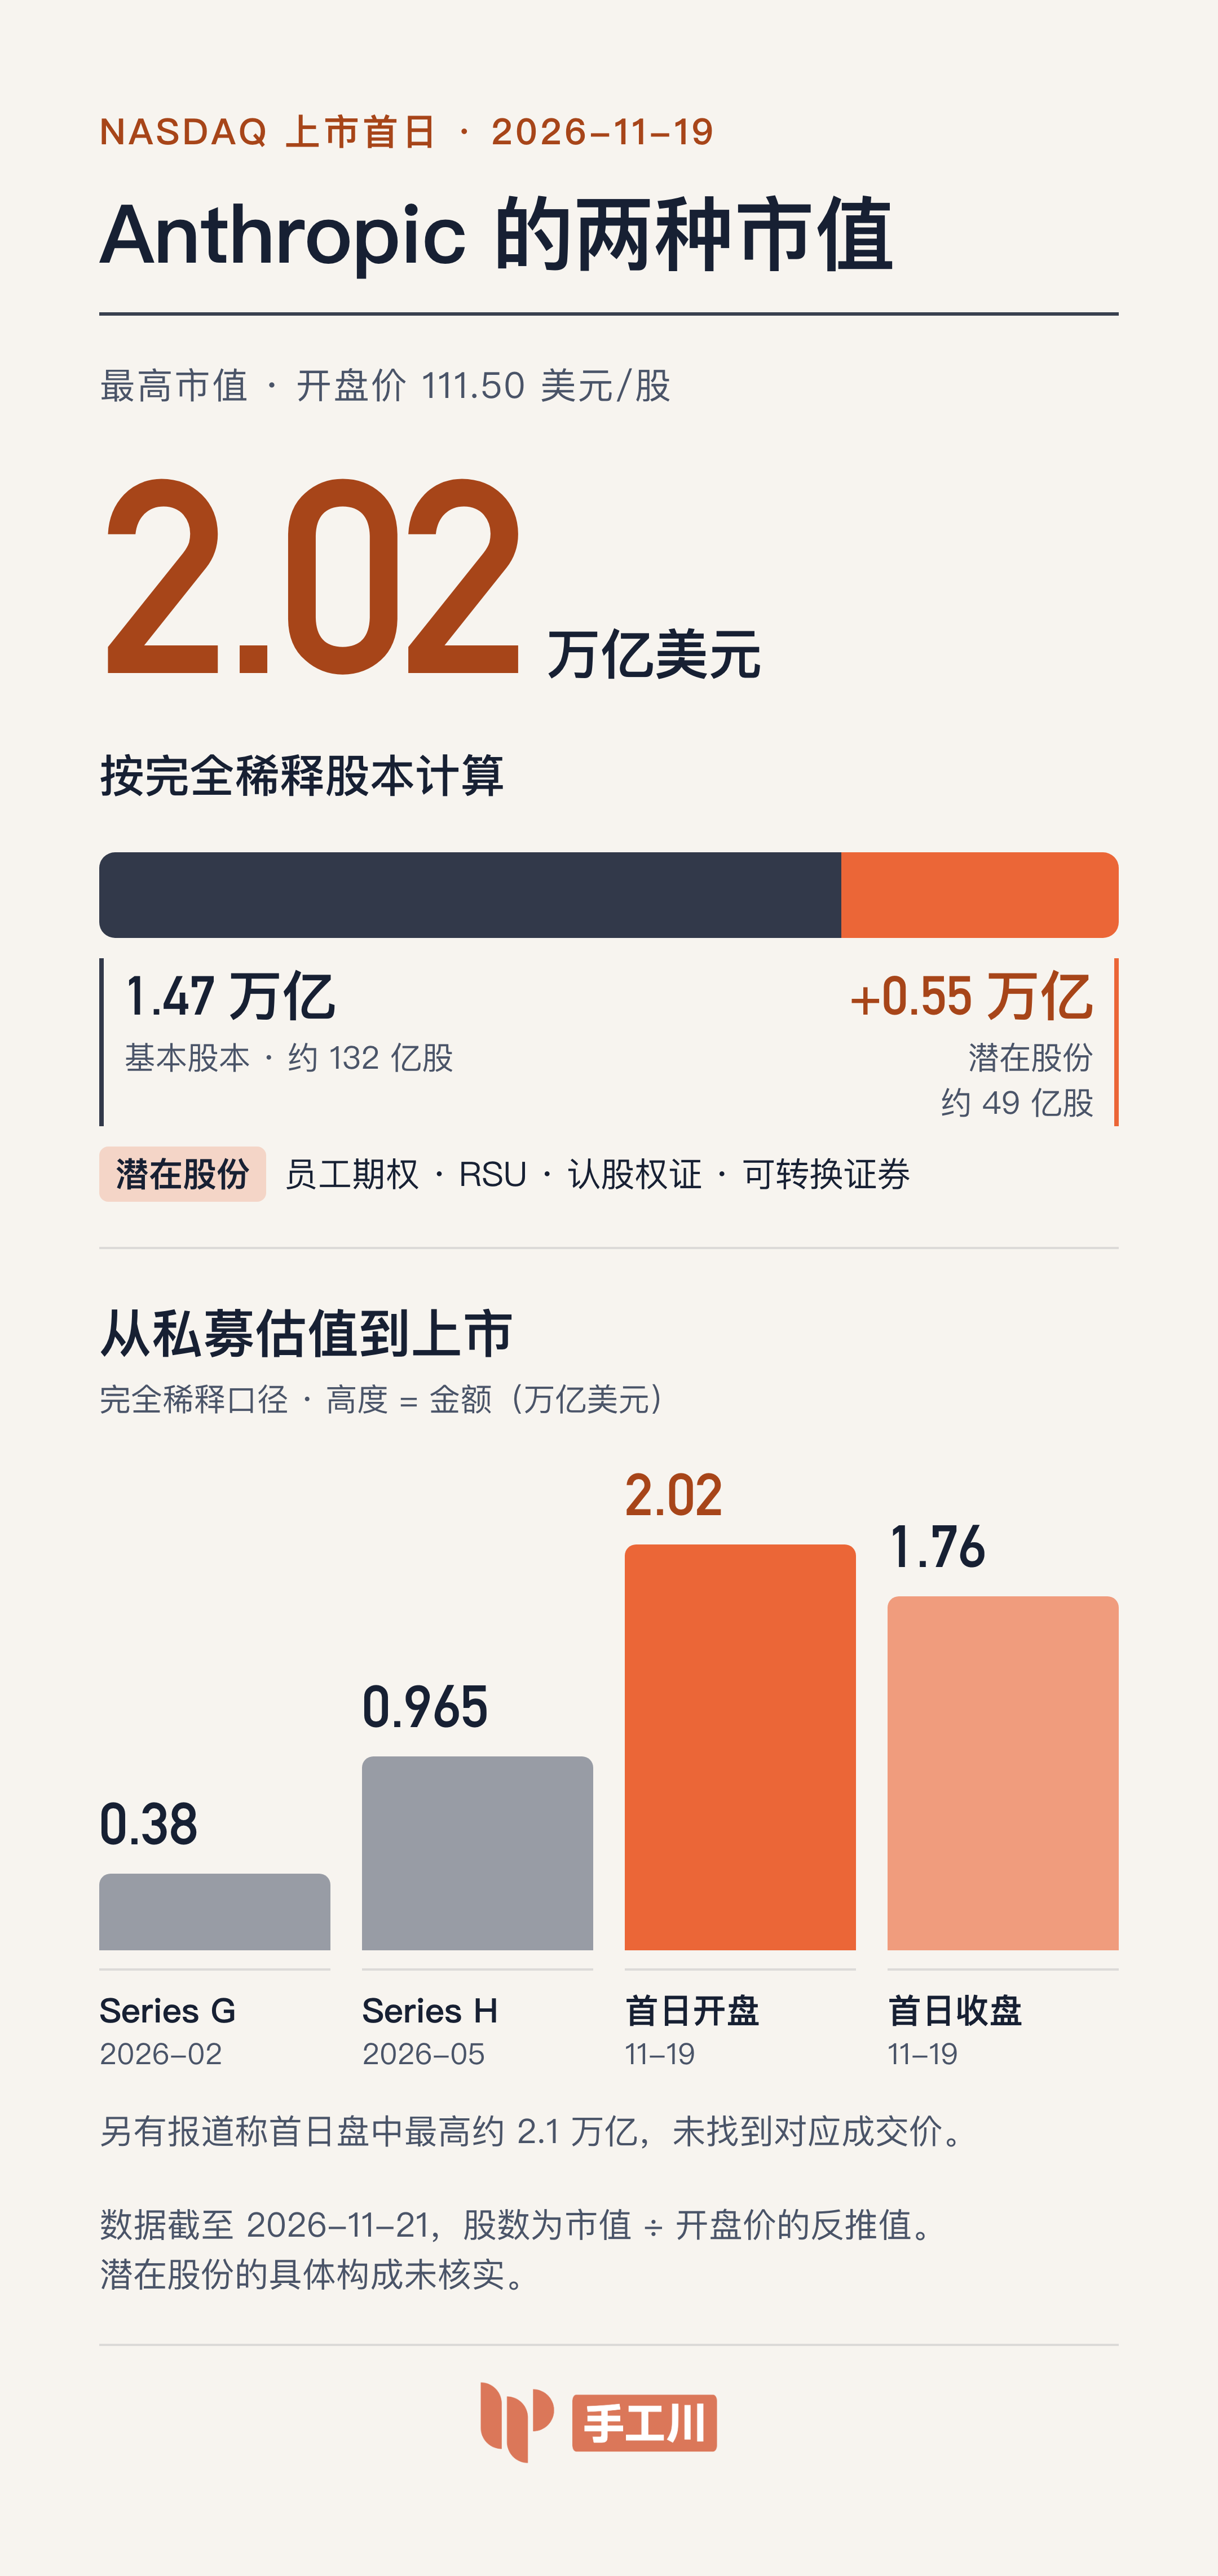 NASDAQ 上市首日 · 2026–11–19
Anthropic 的两种市值
最高市值 · 开盘价 111.50 美元/股
2.02 万亿美元
按完全稀释股本计算
1.47 万亿
+0.55 万亿
基本股本 · 约 132 亿股
潜在股份
约 49 亿股
潜在股份 员工期权 · RSU · 认股权证 · 可转换证券
从私募估值到上市
完全稀释口径 · 高度 = 金额（万亿美元）
2.02
1.76
0.965
0.38
Series G
Series H
首日开盘
首日收盘
2026–02
2026–05
11–19
11–19
另有报道称首日盘中最高约 2.1 万亿，未找到对应成交价。
数据截至 2026–11–21，股数为市值 ÷ 开盘价的反推值。
潜在股份的具体构成未核实。
手工川